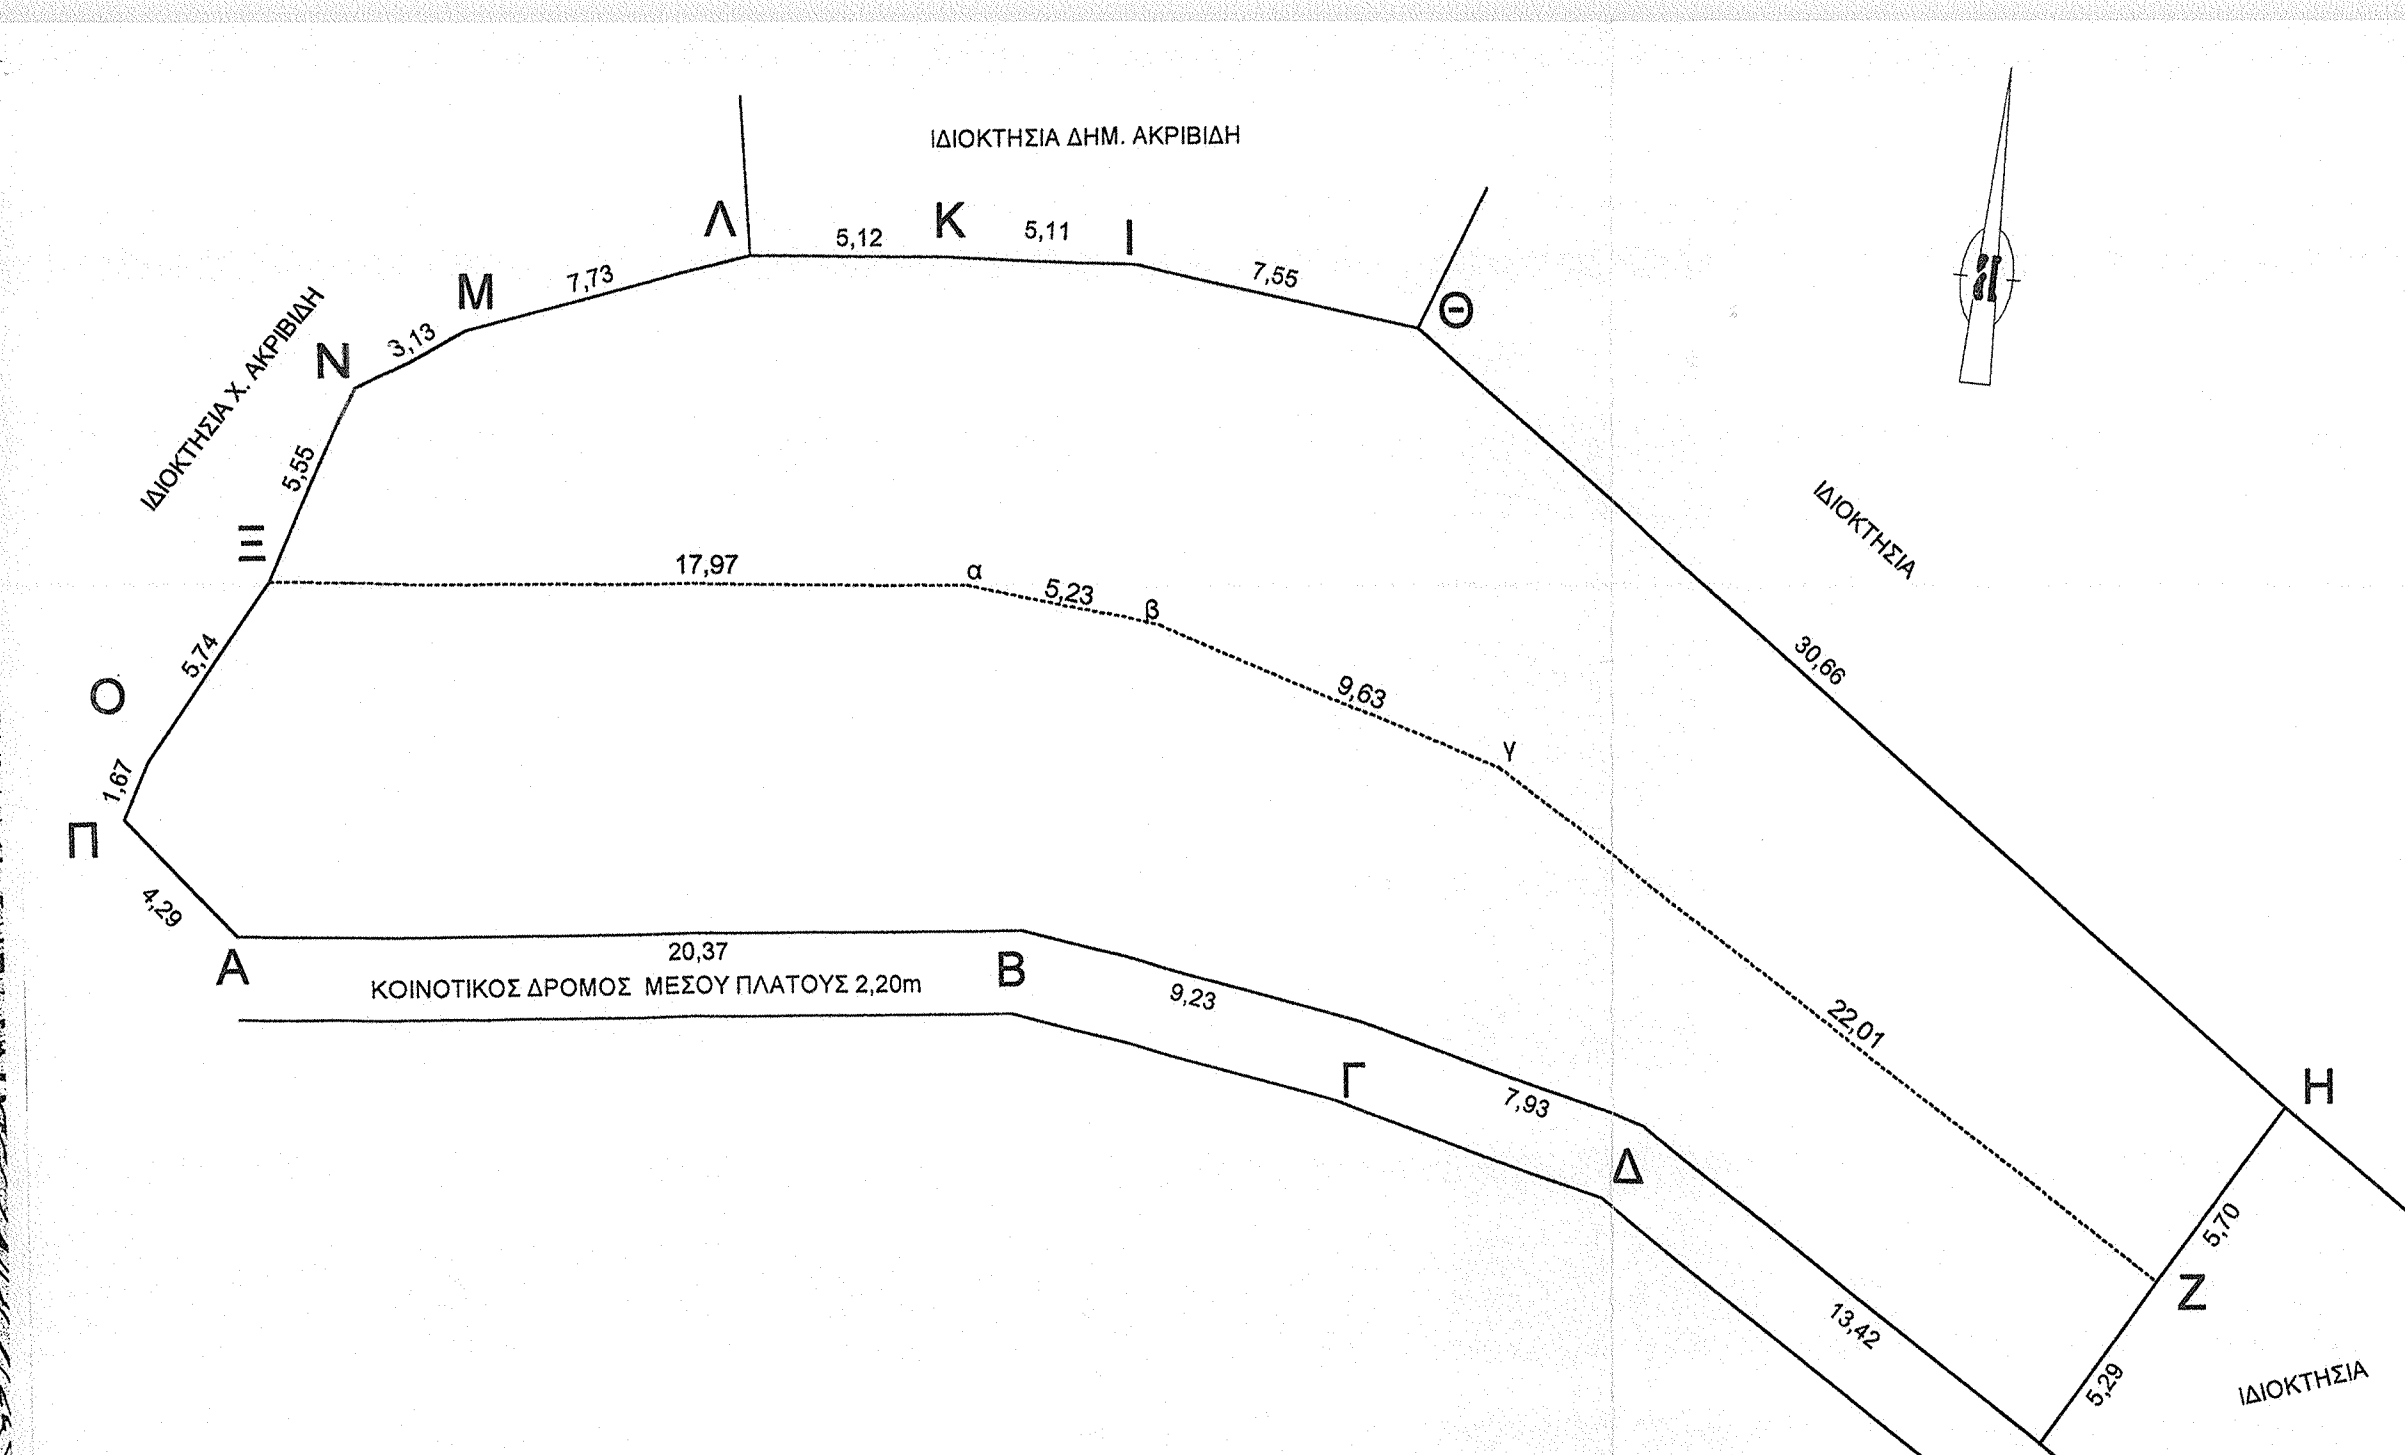 ΙΔΙΟΚΤΗΣΙΑ ΔΗΜ. ΑΚΡΙΒΙΔΗ
Λ
5,12
Κ
5,11
Ι
7,55
Θ
Μ
7,73
Ν
3,13
ΙΔΙΟΚΤΗΣΙΑ Χ. ΑΚΡΙΒΙΔΗ
5,55
Ξ
17,97
α
5,23
β
9,63
γ
ΙΔΙΟΚΤΗΣΙΑ
30,66
5,74
Ο
1,67
Π
4,29
Α
20,37
Β
ΚΟΙΝΟΤΙΚΟΣ ΔΡΟΜΟΣ ΜΕΣΟΥ ΠΛΑΤΟΥΣ 2,20m
9,23
Γ
7,93
Δ
22,01
Η
5,70
Ζ
13,42
5,29
ΙΔΙΟΚΤΗΣΙΑ